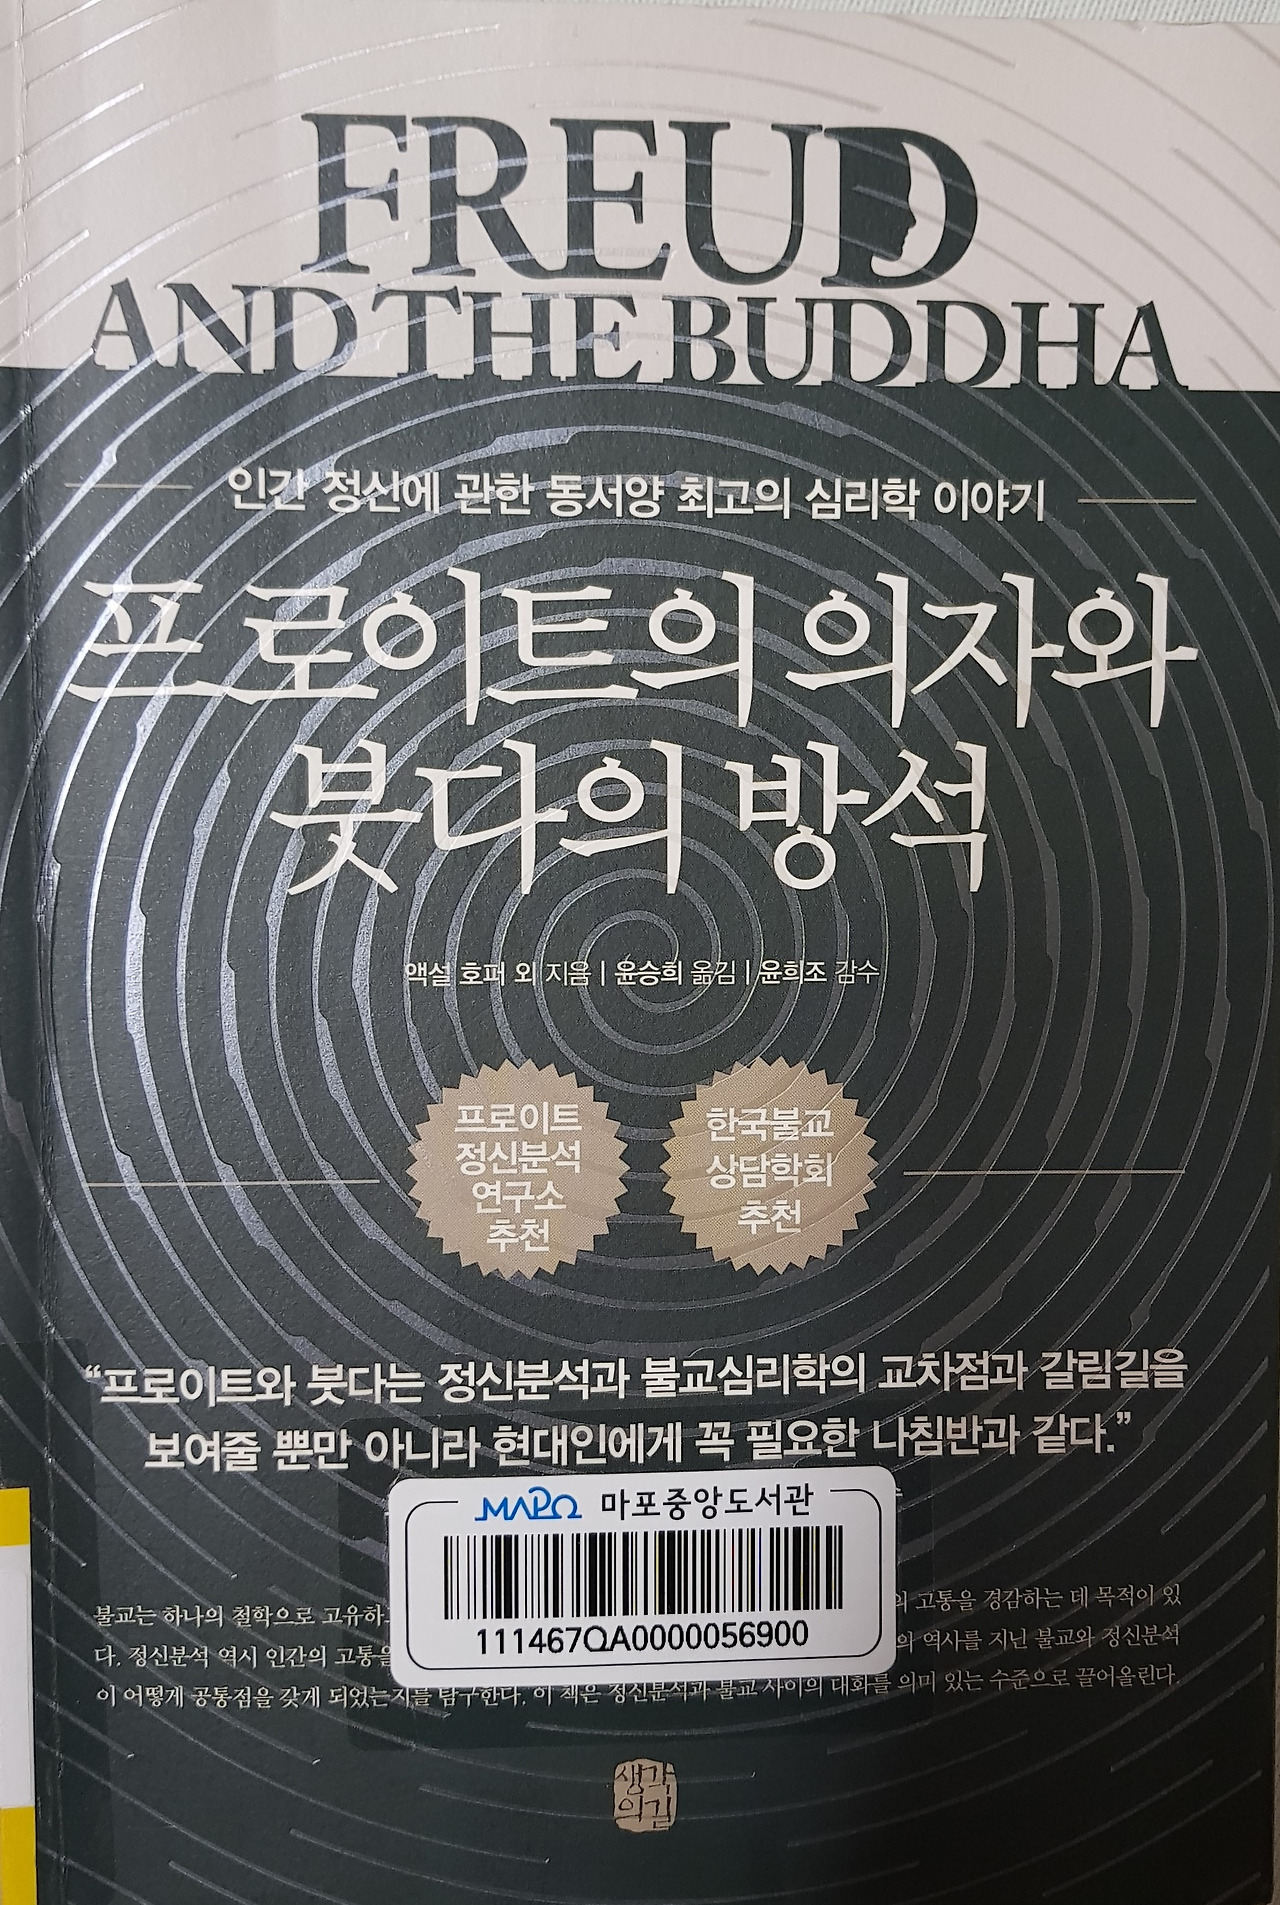 FREUD
AND THE BUDDHA
인간 정신에 관한 동서양 최고의 심리학 이야기
프로이트의 의자와
붓다의 방석
액설 호퍼 외 지음 | 윤승희 옮김 | 윤희조 감수
프로이트
정신분석
연구소
추천
한국불교
상담학회
추천
“프로이트와 붓다는 정신분석과 불교심리학의 교차점과 갈림길을
보여줄 뿐만 아니라 현대인에게 꼭 필요한 나침반과 같다.”
MAPO 마포중앙도서관
111467QA0000056900
불교는 하나의 철학으로 고유하고 고통을 경감하는 데 목적이 있
다. 정신분석 역시 인간의 고통을 의 역사를 지닌 불교와 정신분석
이 어떻게 공통점을 갖게 되었는지를 탐구한다. 이 책은 정신분석과 불교 사이의 대화를 의미 있는 수준으로 끌어올린다.
생각
의길